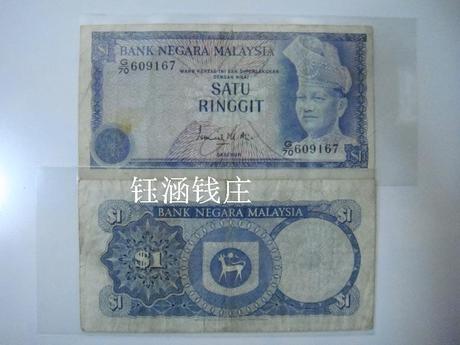 $1
BANK NEGARA MALAYSIA
G/70 609167
WANG KERTAS INI SAH DIPERLAKUKAN
DENGAN NILAI
SATU
RINGGIT
G/70 609167
GABENOR
$1
钰涵钱庄
$1
BANK NEGARA MALAYSIA
$1
$1
$1
$1